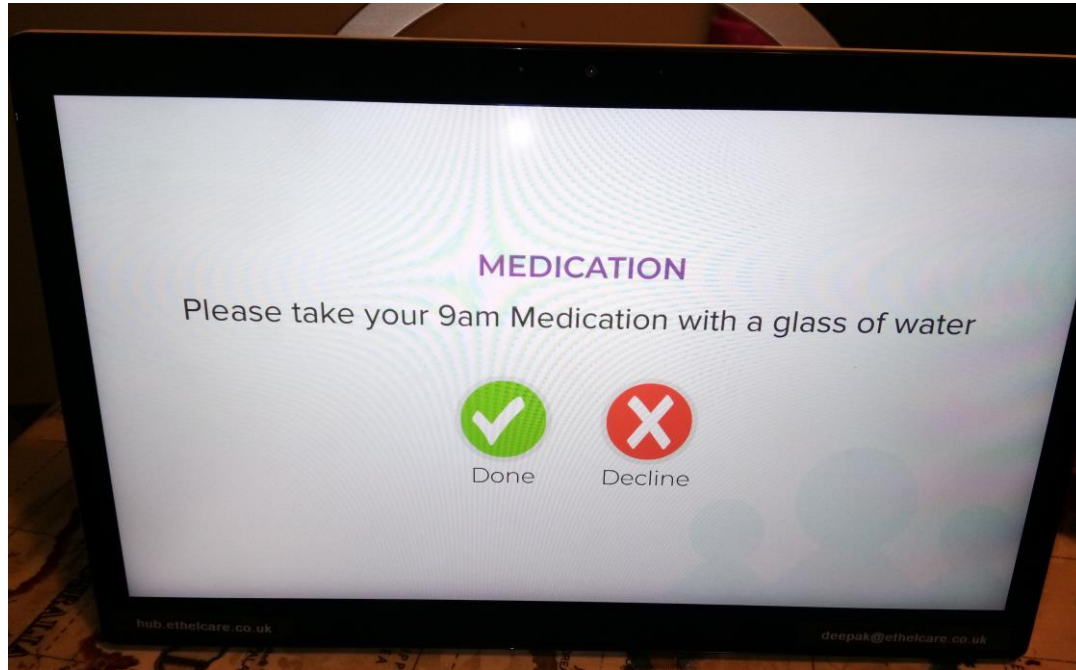 MEDICATION
Please take your 9am Medication with a glass of water
Done
Decline
hub.ethelcare.co.uk
deepak@ethelcare.co.uk